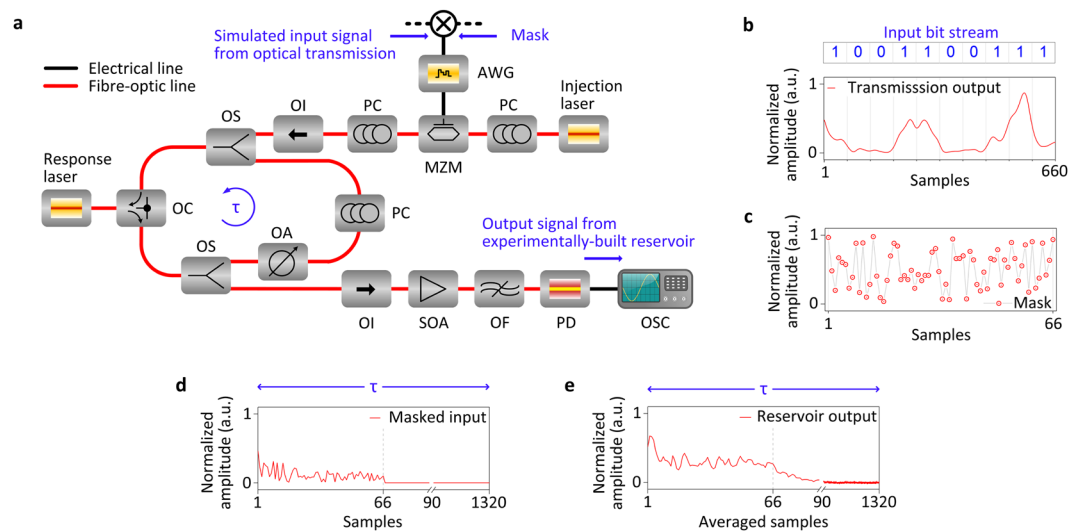 a
Simulated input signal
from optical transmission
Mask
Electrical line
Fibre-optic line
AWG
OS
OI
PC
PC
Injection
laser
MZM
Response
laser
OC
τ
PC
OS
OA
Output signal from
experimentally-built reservoir
OI
SOA
OF
PD
OSC
b
Input bit stream
1 0 0 1 1 0 0 1 1 1
Normalized
amplitude (a.u.)
1
0
Transmisssion output
1
660
Samples
c
Normalized
amplitude (a.u.)
1
0
Mask
1
66
Samples
d
τ
Normalized
amplitude (a.u.)
1
0
Masked input
1
66
90
1320
Samples
e
τ
Normalized
amplitude (a.u.)
1
0
Reservoir output
1
66
90
1320
Averaged samples